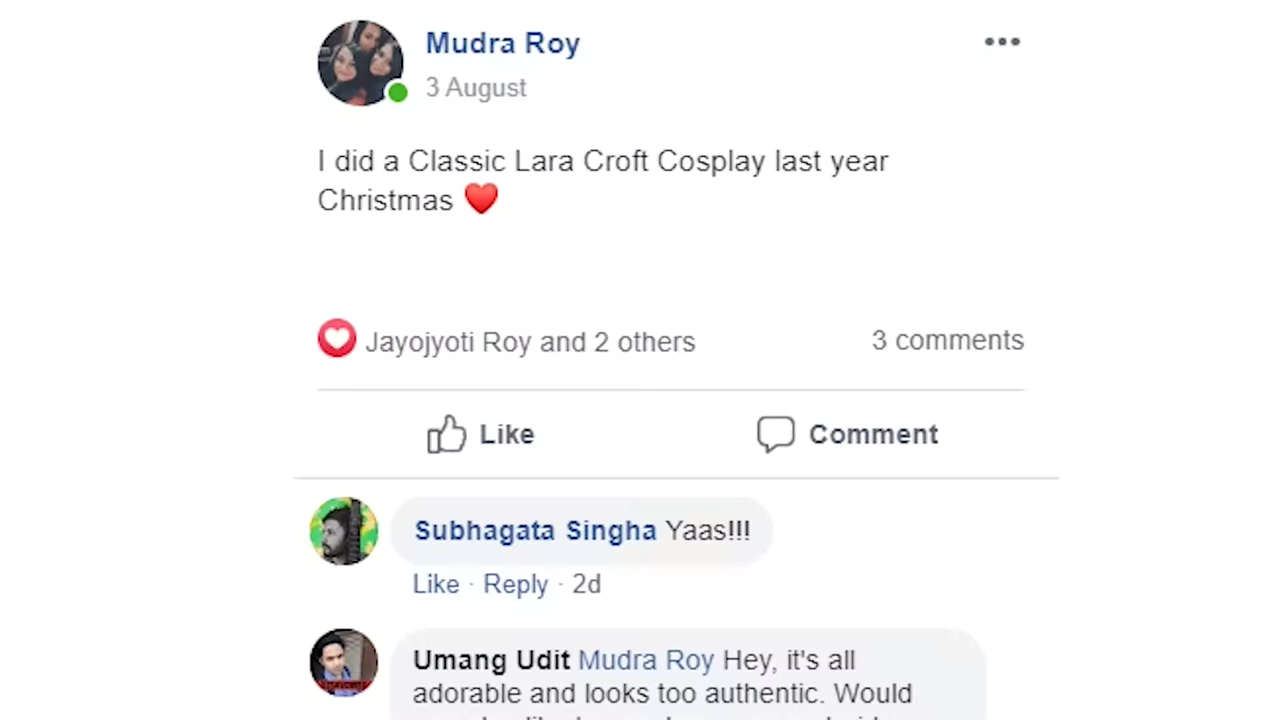 Mudra Roy
3 August
I did a Classic Lara Croft Cosplay last year
Christmas ❤️
Jayojyoti Roy and 2 others
3 comments
Like
Comment
Subhagata Singha Yaas!!!
Like · Reply · 2d
Umang Udit Mudra Roy Hey, it's all
adorable and looks too authentic. Would